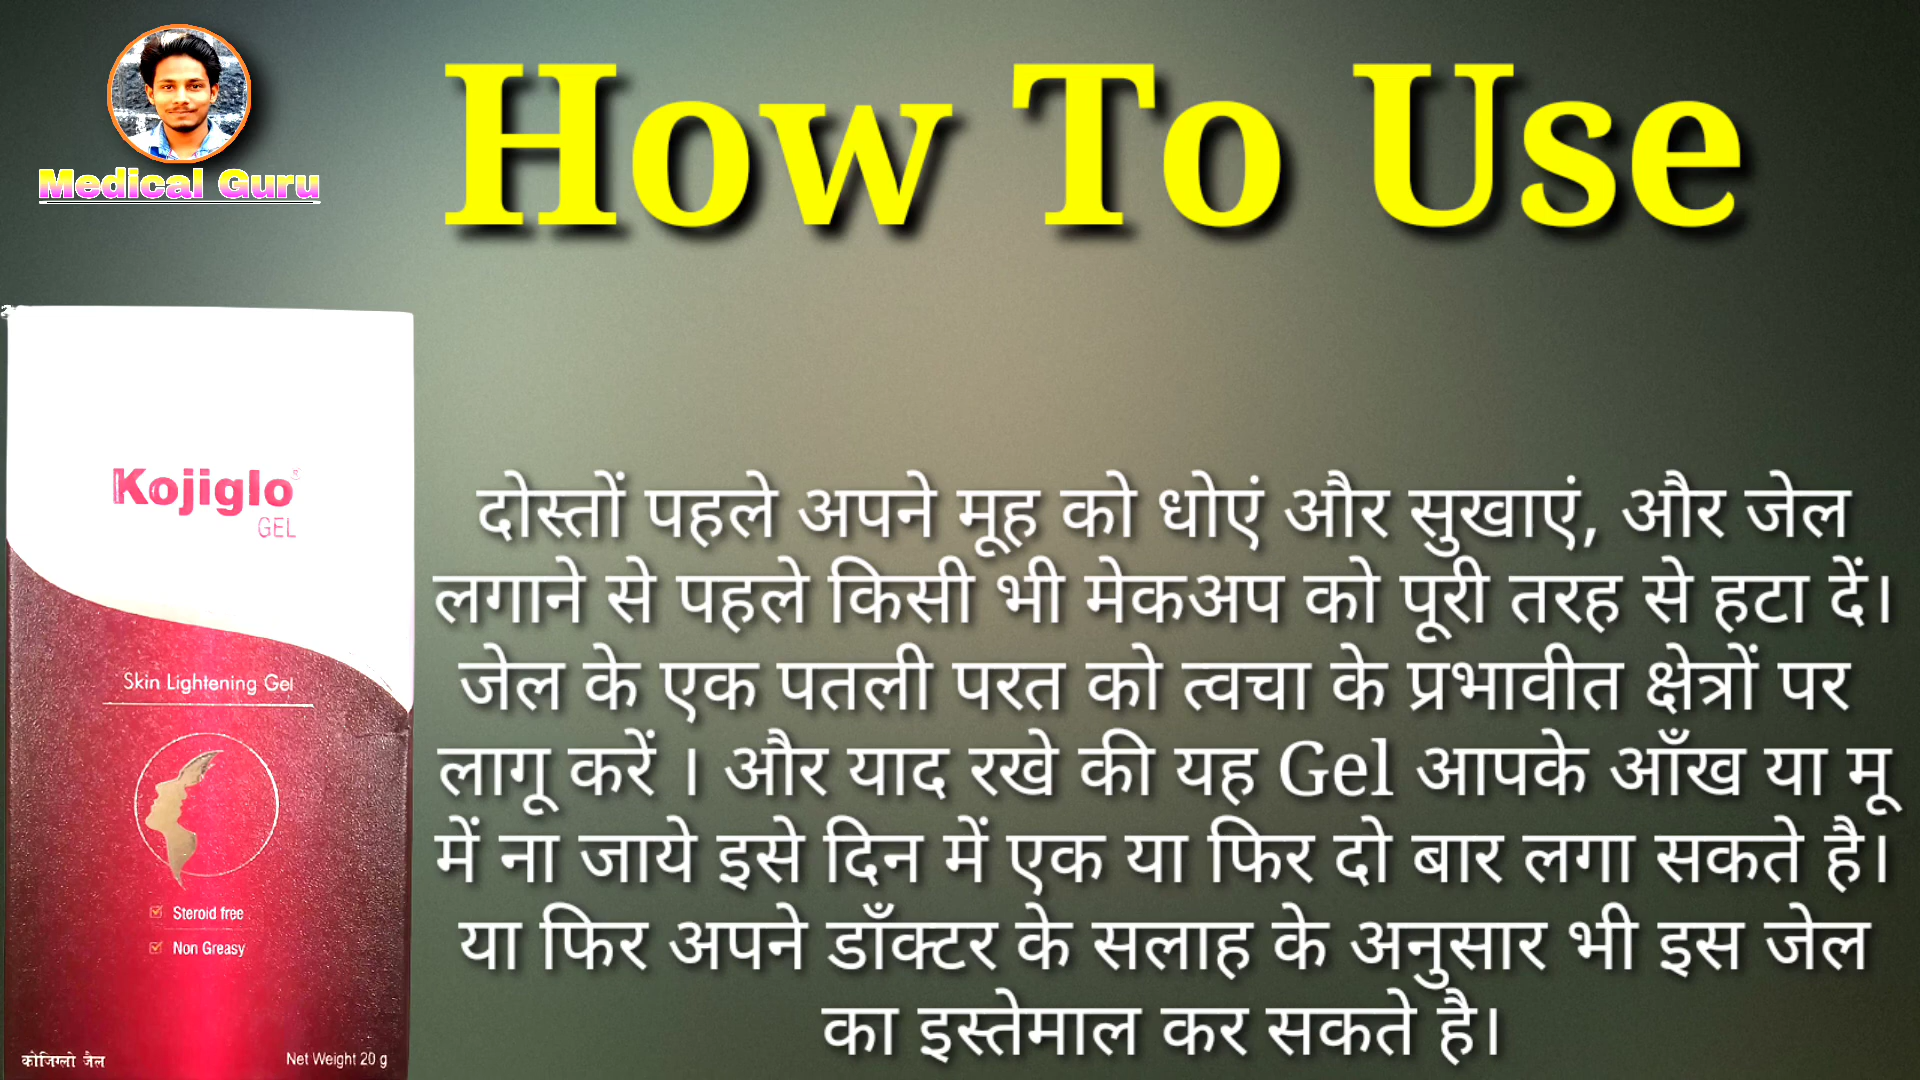 Medical Guru
How To Use
Kojiglo
GEL
Skin Lightening Gel
Steroid free
Non Greasy
कोजिग्लो जैल
Net Weight 20 g
दोस्तों पहले अपने मूह को धोएं और सुखाएं, और जेल
लगाने से पहले किसी भी मेकअप को पूरी तरह से हटा दें।
जेल के एक पतली परत को त्वचा के प्रभावीत क्षेत्रों पर
लागू करें । और याद रखे की यह Gel आपके आँख या मू
में ना जाये इसे दिन में एक या फिर दो बार लगा सकते है।
या फिर अपने डाँक्टर के सलाह के अनुसार भी इस जेल
का इस्तेमाल कर सकते है।